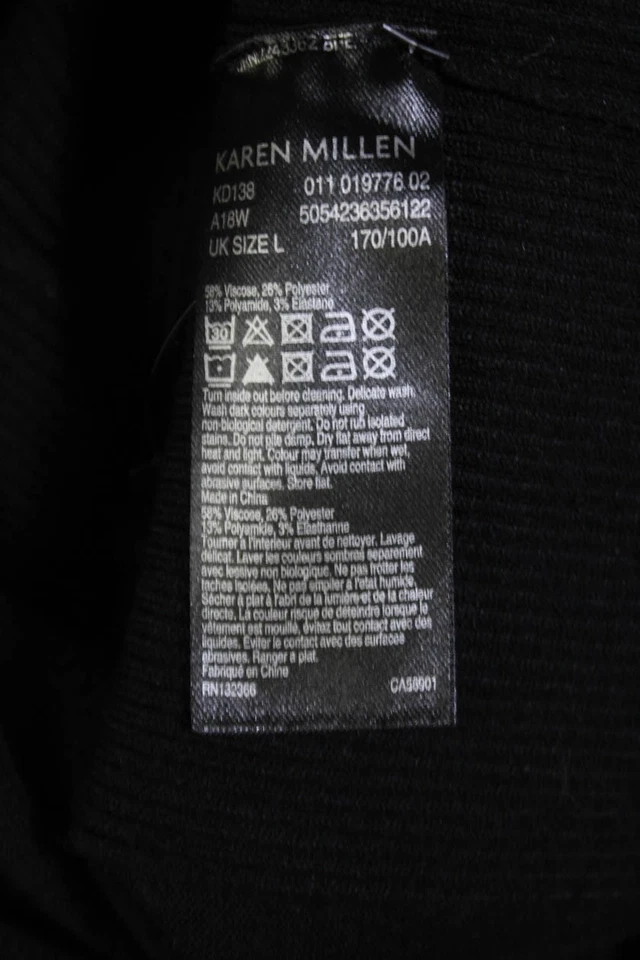 KAREN MILLEN
KD138 011 019776 02
A18W 5054236356122
UK SIZE L 170/100A
58% Viscose, 26% Polyester
13% Polyamide, 3% Elastane
30
Turn inside out before cleaning. Delicate wash.
Wash dark colours separately using
non-biological detergent. Do not rub isolated
stains. Do not pile damp. Dry flat away from direct
heat and light. Colour may transfer when wet,
avoid contact with liquids. Avoid contact with
abrasive surfaces. Store flat.
Made in China
58% Viscose, 26% Polyester
13% Polyamide, 3% Elasthanne
Tourner à l'interieur avant de nettoyer. Lavage
délicat. Laver les couleurs sombres separement
avec lessive non biologique. Ne pas frotter les
taches isolées. Ne pas empiler à l'etat humide.
Sécher à plat à l'abri de la lumière et de la chaleur
directe. La couleur risque de déteindre lorsque le
vêtement est mouillé, évitez tout contact avec des
liquides. Eviter le contact avec des surfaces
abrasives. Ranger à plat.
Fabriqué en Chine
RN132366 CA58901